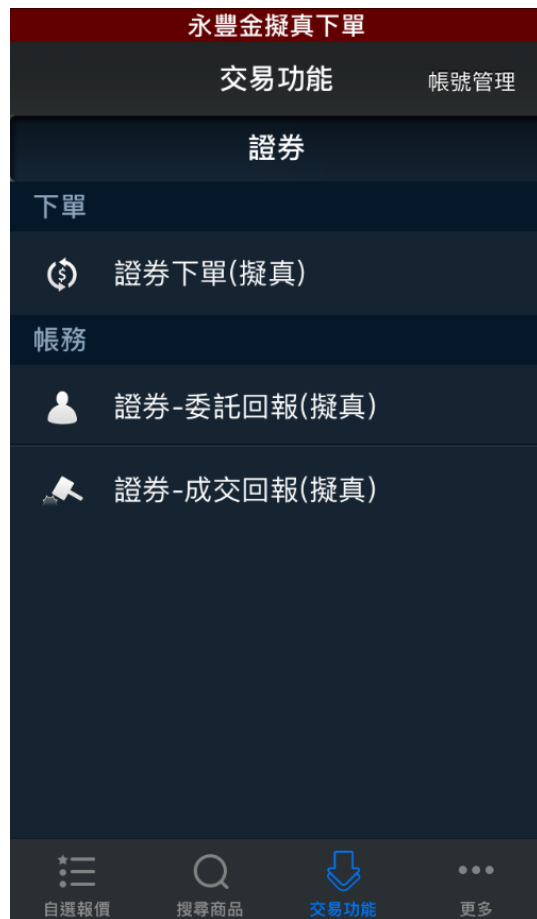 永豐金擬真下單
交易功能
帳號管理
證券
下單
證券下單(擬真)
帳務
證券-委託回報(擬真)
證券-成交回報(擬真)
自選報價
搜尋商品
交易功能
更多